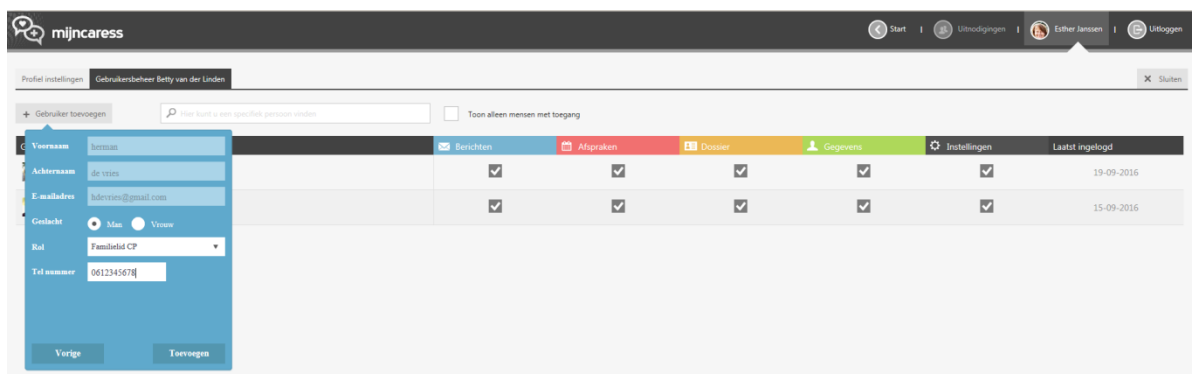 mijncaress
Start | Uitnodigingen | Esther Janssen | Uitloggen
Profiel instellingen Gebruikersbeheer Betty van der Linden X Sluiten
+ Gebruiker toevoegen Hier kunt u een specifiek persoon vinden Toon alleen mensen met toegang
G Berichten Afspraken Dossier Gegevens Instellingen Laatst ingelogd
Voornaam herman
Achternaam de vries 19-09-2016
E-mailadres hdevries@gmail.com
15-09-2016
Geslacht Man Vrouw
Rol Familielid CP
Tel nummer 0612345678
Vorige Toevoegen